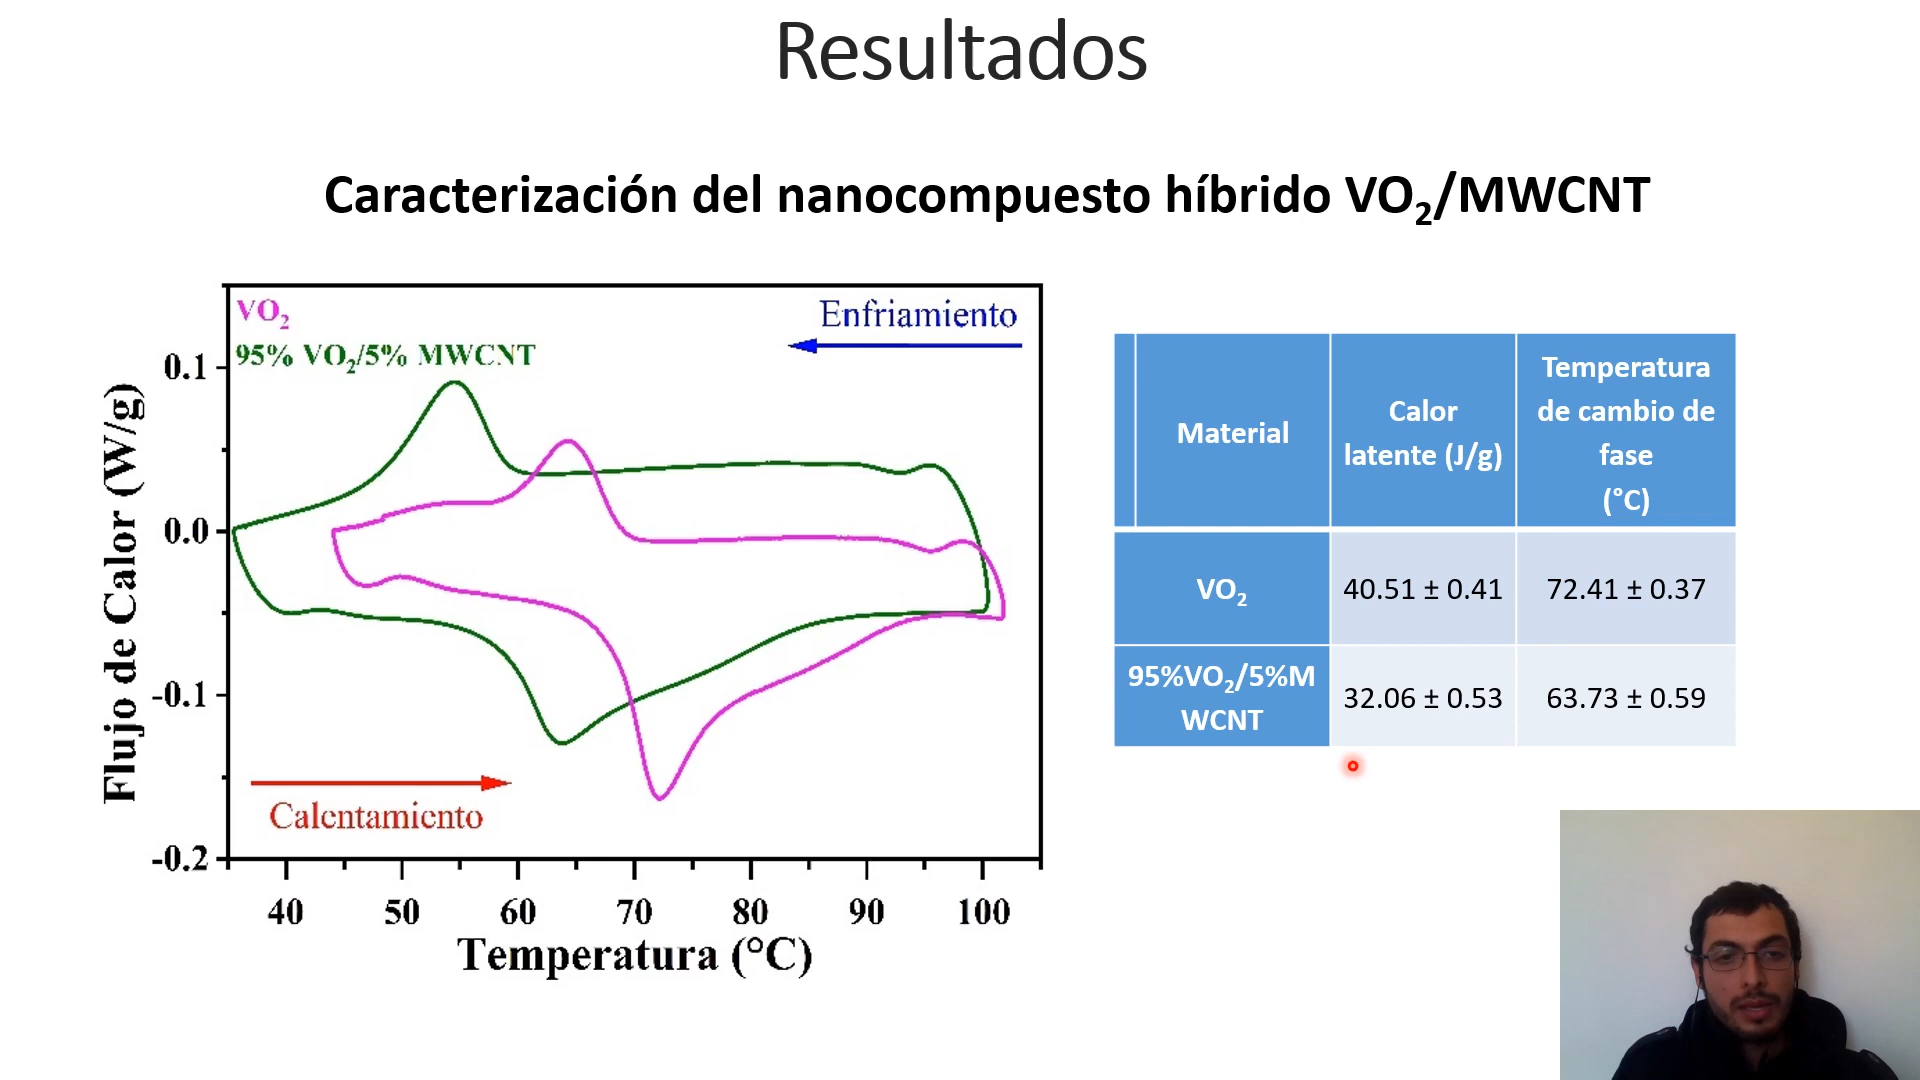 Resultados
Caracterización del nanocompuesto híbrido VO₂/MWCNT
VO₂
95% VO₂/5% MWCNT
Enfriamiento
Calentamiento
0.1
0.0
-0.1
-0.2
Flujo de Calor (W/g)
40 50 60 70 80 90 100
Temperatura (°C)
Material
Calor
latente (J/g)
Temperatura
de cambio de
fase
(°C)
VO₂
40.51 ± 0.41
72.41 ± 0.37
95%VO₂/5%M
WCNT
32.06 ± 0.53
63.73 ± 0.59